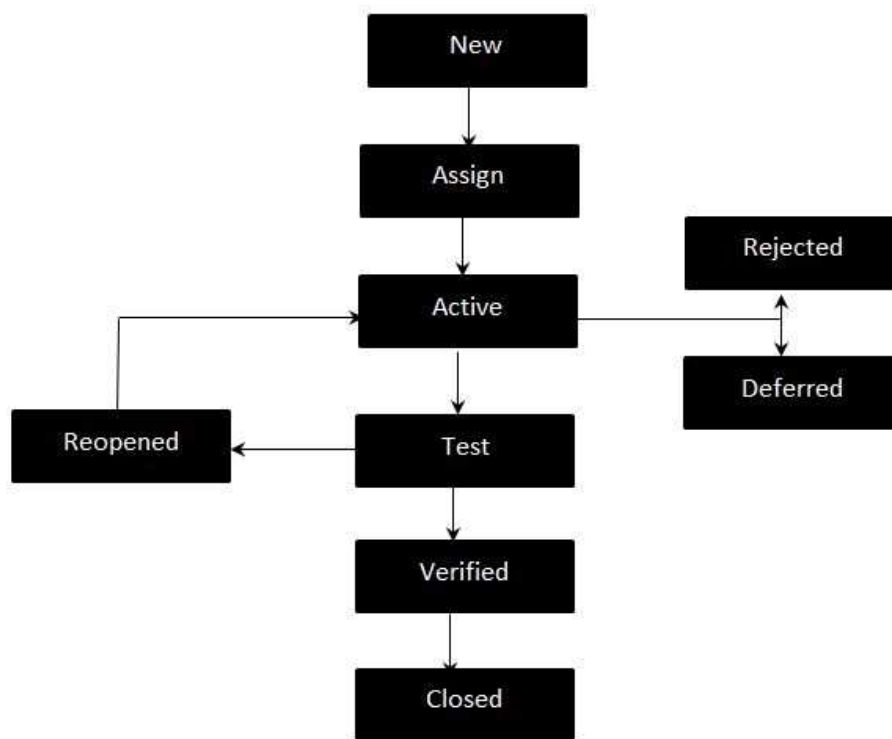 New
Assign
Rejected
Active
Deferred
Reopened
Test
Verified
Closed